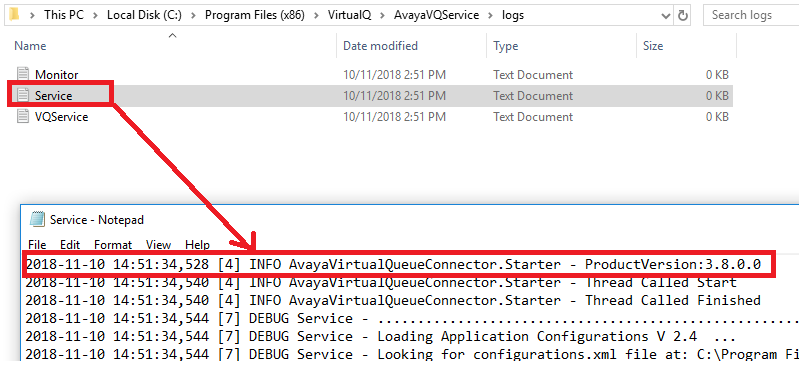 This PC > Local Disk (C:) > Program Files (x86) > VirtualQ > AvayaVQService > logs
Search logs
Name Date modified Type Size
Monitor 10/11/2018 2:51 PM Text Document 0 KB
Service 10/11/2018 2:51 PM Text Document 0 KB
VQService 10/11/2018 2:51 PM Text Document 0 KB
Service - Notepad
File Edit Format View Help
2018-11-10 14:51:34,528 [4] INFO AvayaVirtualQueueConnector.Starter - ProductVersion:3.8.0.0
2018-11-10 14:51:34,540 [4] INFO AvayaVirtualQueueConnector.Starter - Thread Called Start
2018-11-10 14:51:34,540 [4] INFO AvayaVirtualQueueConnector.Starter - Thread Called Finished
2018-11-10 14:51:34,544 [7] DEBUG Service - ...............................................
2018-11-10 14:51:34,544 [7] DEBUG Service - Loading Application Configurations V 2.4 ...
2018-11-10 14:51:34,544 [7] DEBUG Service - Looking for configurations.xml file at: C:\Program Fi